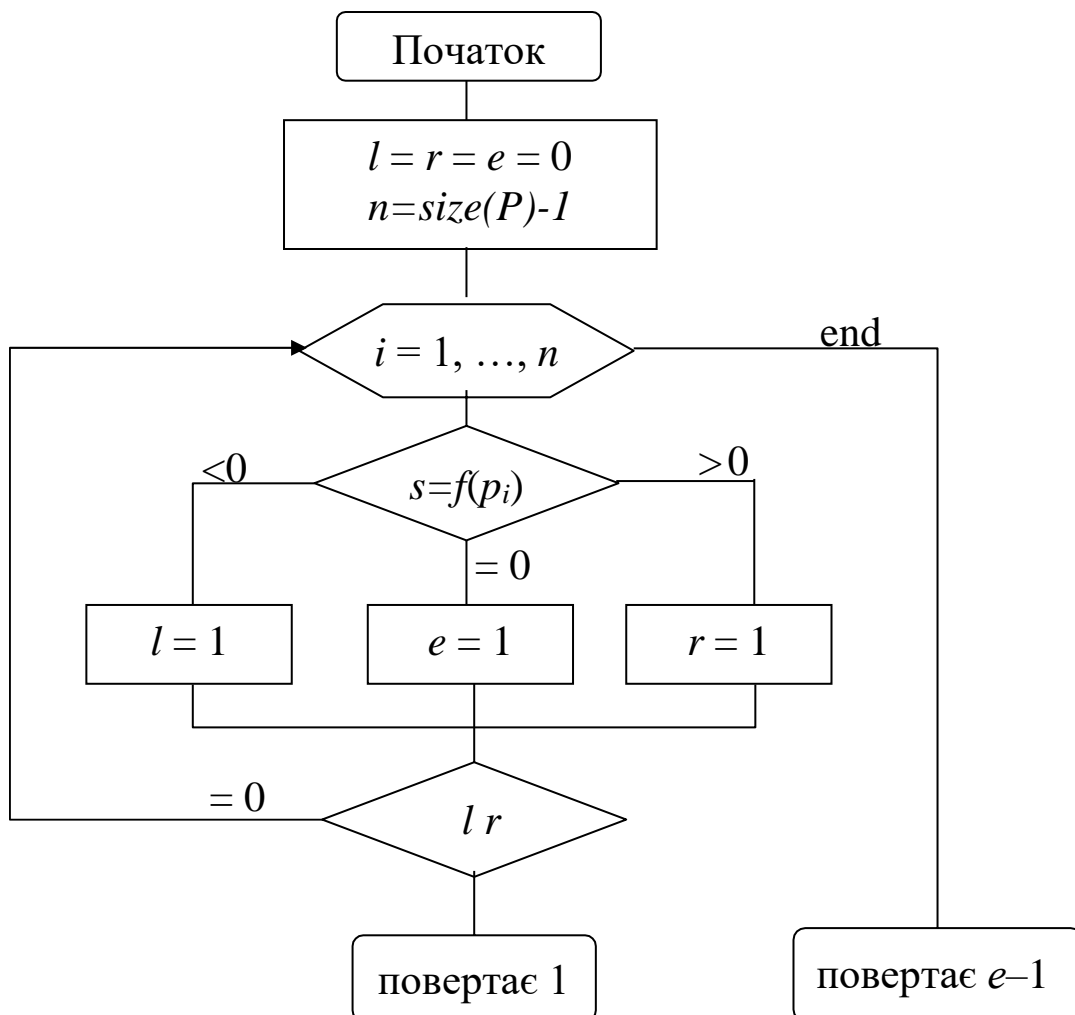 Початок
l = r = e = 0
n=size(P)-1
i = 1, …, n
end
<0
>0
s=f(pᵢ)
= 0
l = 1
e = 1
r = 1
= 0
l r
повертає 1
повертає e–1